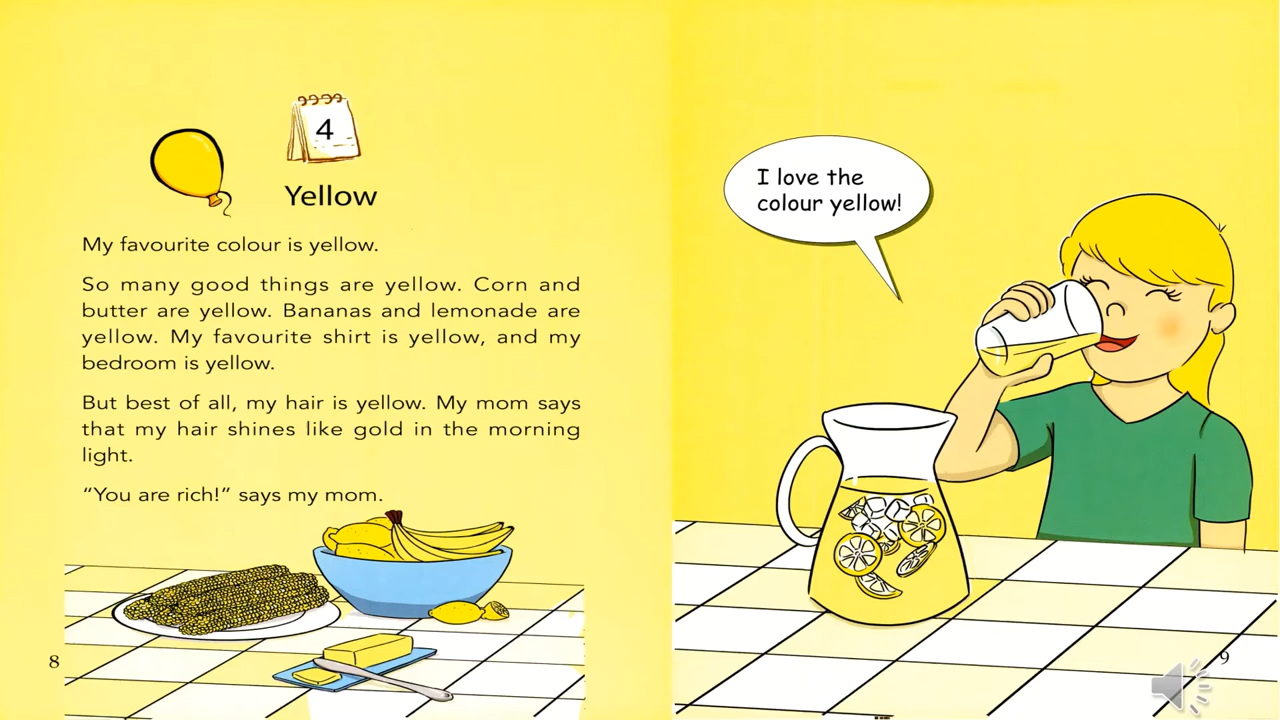 4
Yellow
My favourite colour is yellow.
So many good things are yellow. Corn and
butter are yellow. Bananas and lemonade are
yellow. My favourite shirt is yellow, and my
bedroom is yellow.
But best of all, my hair is yellow. My mom says
that my hair shines like gold in the morning
light.
“You are rich!” says my mom.
8
I love the
colour yellow!
9